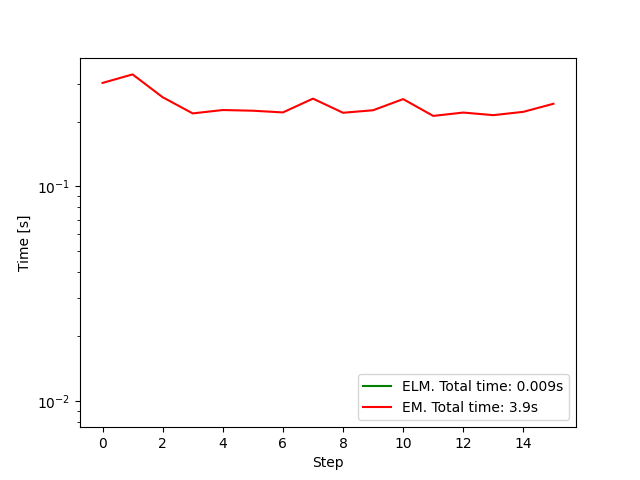 Time [s]
10⁻¹
10⁻²
0 2 4 6 8 10 12 14
Step
ELM. Total time: 0.009s
EM. Total time: 3.9s